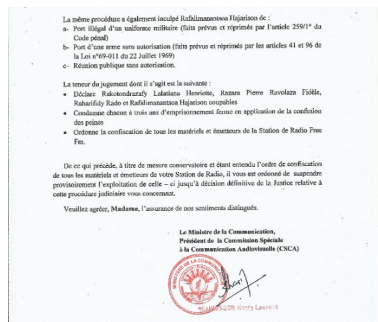 La même procédure a également inculpé Rafalimanantsoa Hajarison de :
a- Port illégal d'un uniforme militaire (faits prévus et réprimés par l'article 259/1° du
Code pénal)
b- Port d'une arme sans autorisation (faits prévus et réprimés par les articles 41 et 96 de
la Loi n°69-011 du 22 Juillet 1969)
c- Réunion publique sans autorisation.
La teneur du jugement dont il s'agit est la suivante :
• Déclare Rakotondrazafy Lalatiana Henriette, Razara Pierre Ravolaza Fidèle,
Raharifidy Rado et Rafalimanantsoa Hajarison coupables
• Condamne chacun à trois ans d'emprisonnement ferme en application de la confusion
des peines
• Ordonne la confiscation de tous les matériels et émetteurs de la Station de Radio Free
Fm.
De ce qui précède, à titre de mesure conservatoire et étant entendu l'ordre de confiscation
de tous les matériels et émetteurs de votre Station de Radio, il vous est ordonné de suspendre
provisoirement l'exploitation de celle – ci jusqu'à décision définitive de la Justice relative à
cette procédure judiciaire vous concernant.
Veuillez agréer, Madame, l'assurance de nos sentiments distingués.
Le Ministre de la Communication,
Président de la Commission Spéciale
à la Communication Audiovisuelle (CSCA)
Harry Laurent